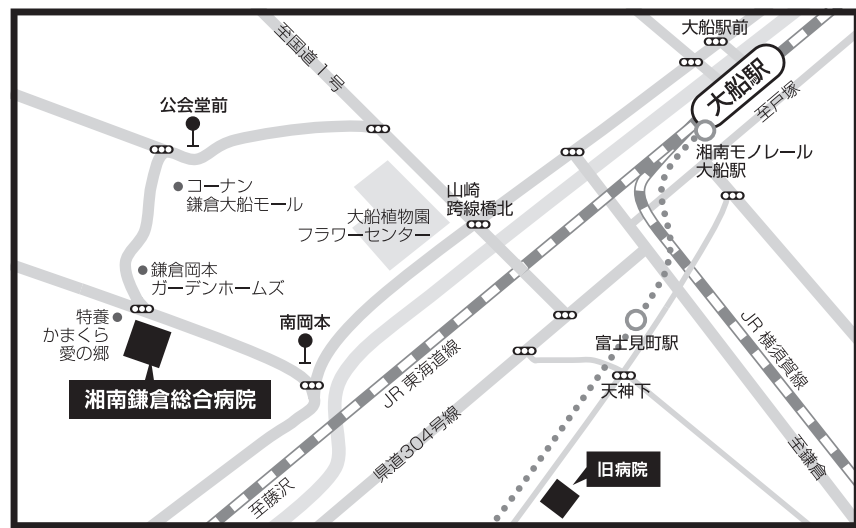 大船駅前
至国道1号
大船駅
至戸塚
公会堂前
湘南モノレール
大船駅
コーナン
鎌倉大船モール
山崎
跨線橋北
大船植物園
フラワーセンター
鎌倉岡本
ガーデンホームズ
特養
かまくら
愛の郷
南岡本
富士見町駅
JR 横須賀線
JR 東海道線
天神下
湘南鎌倉総合病院
県道304号線
至鎌倉
旧病院
至藤沢